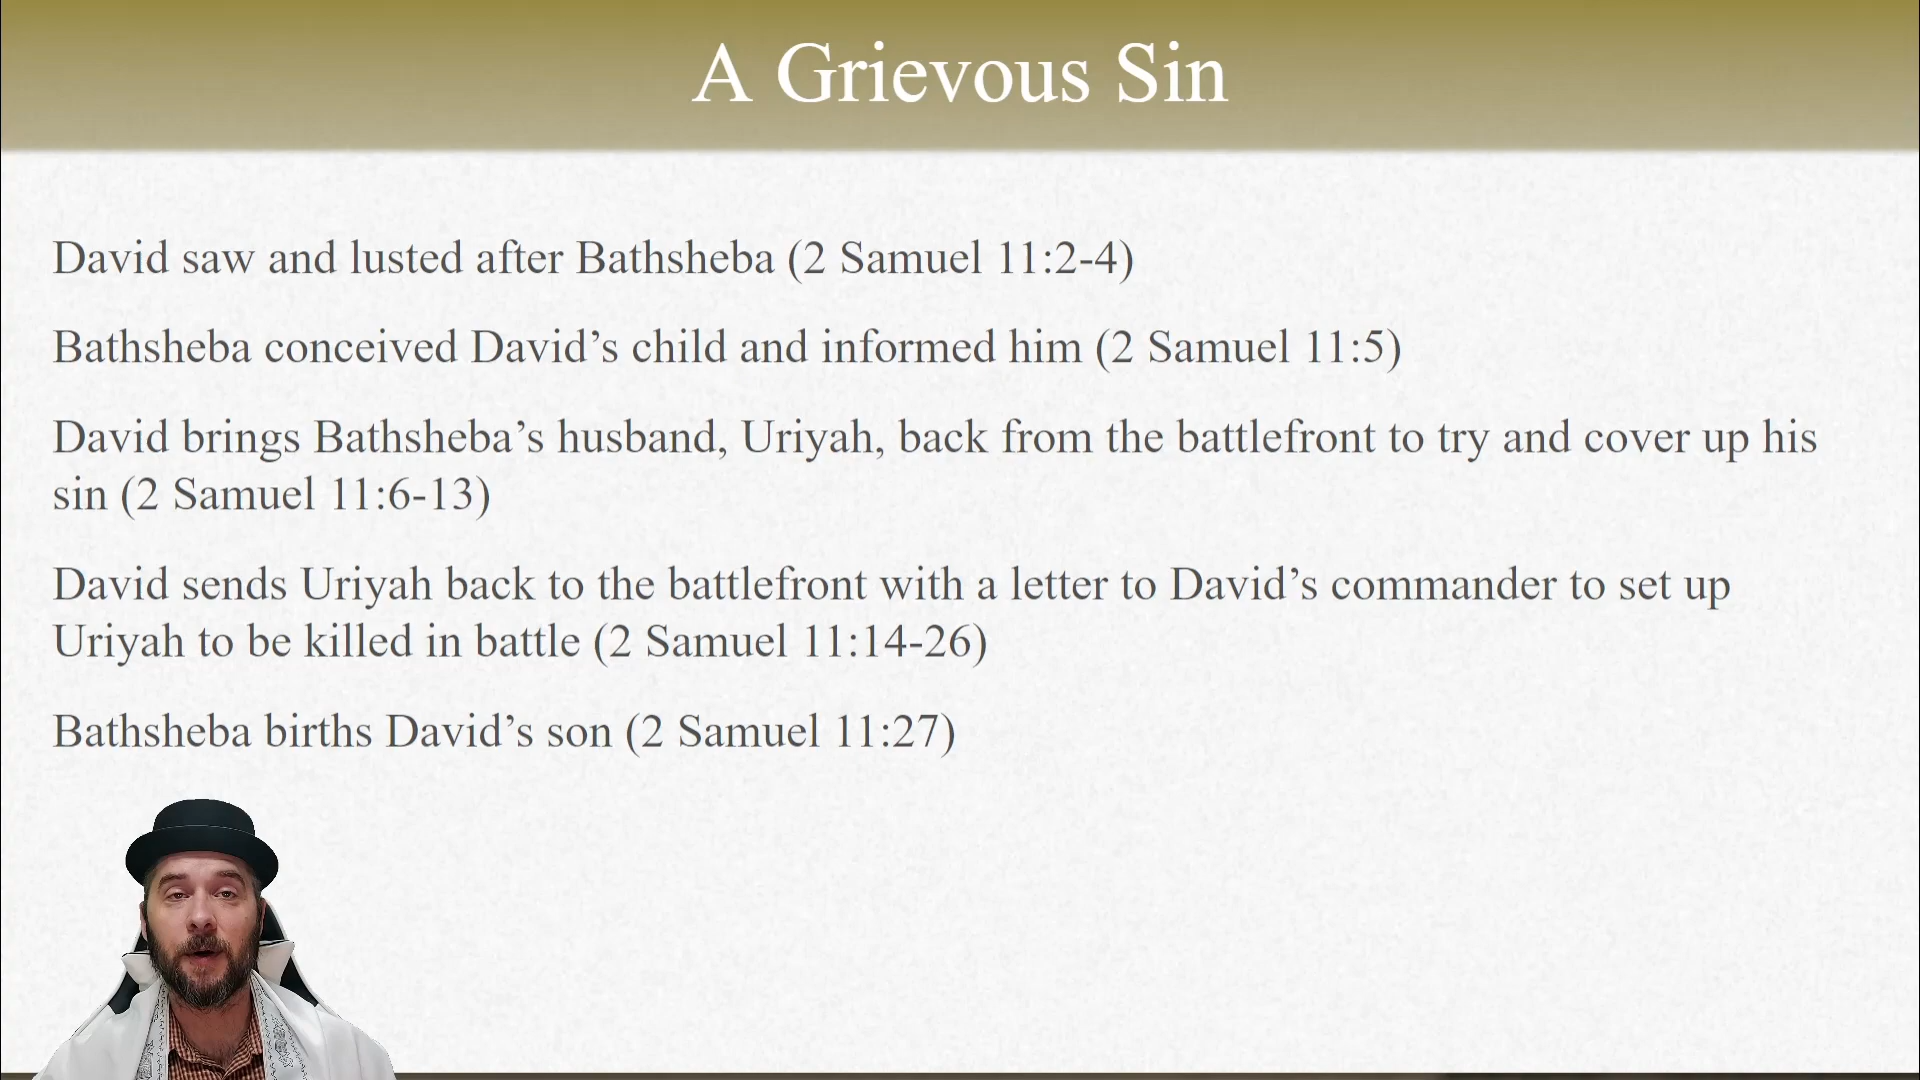 A Grievous Sin
David saw and lusted after Bathsheba (2 Samuel 11:2-4)
Bathsheba conceived David’s child and informed him (2 Samuel 11:5)
David brings Bathsheba’s husband, Uriyah, back from the battlefront to try and cover up his
sin (2 Samuel 11:6-13)
David sends Uriyah back to the battlefront with a letter to David’s commander to set up
Uriyah to be killed in battle (2 Samuel 11:14-26)
Bathsheba births David’s son (2 Samuel 11:27)